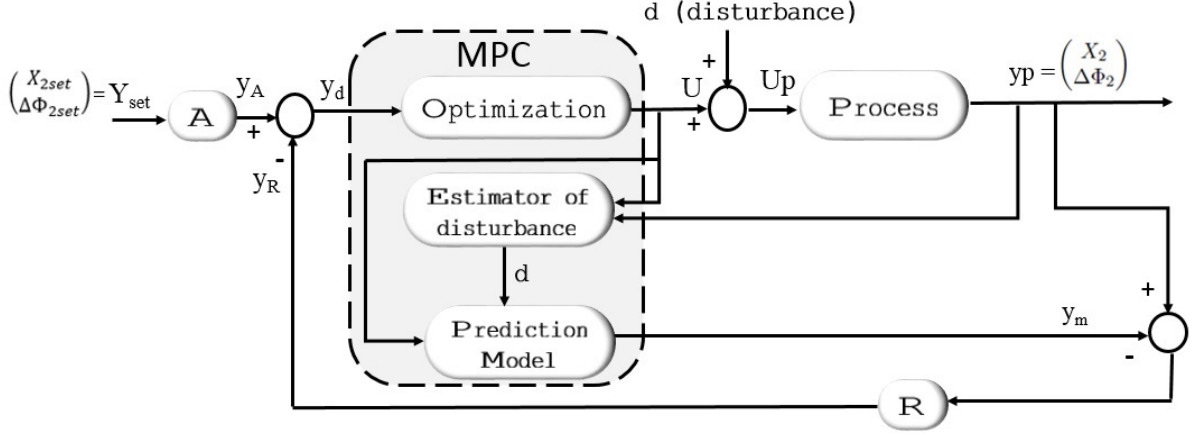 d (disturbance)
MPC
(X2set
ΔΦ2set) = Yset
A
yA
+
-
yR
yd
Optimization
U
+
+
Up
Process
yp = (X2
ΔΦ2)
Estimator of
disturbance
d
Prediction
Model
ym
+
-
R